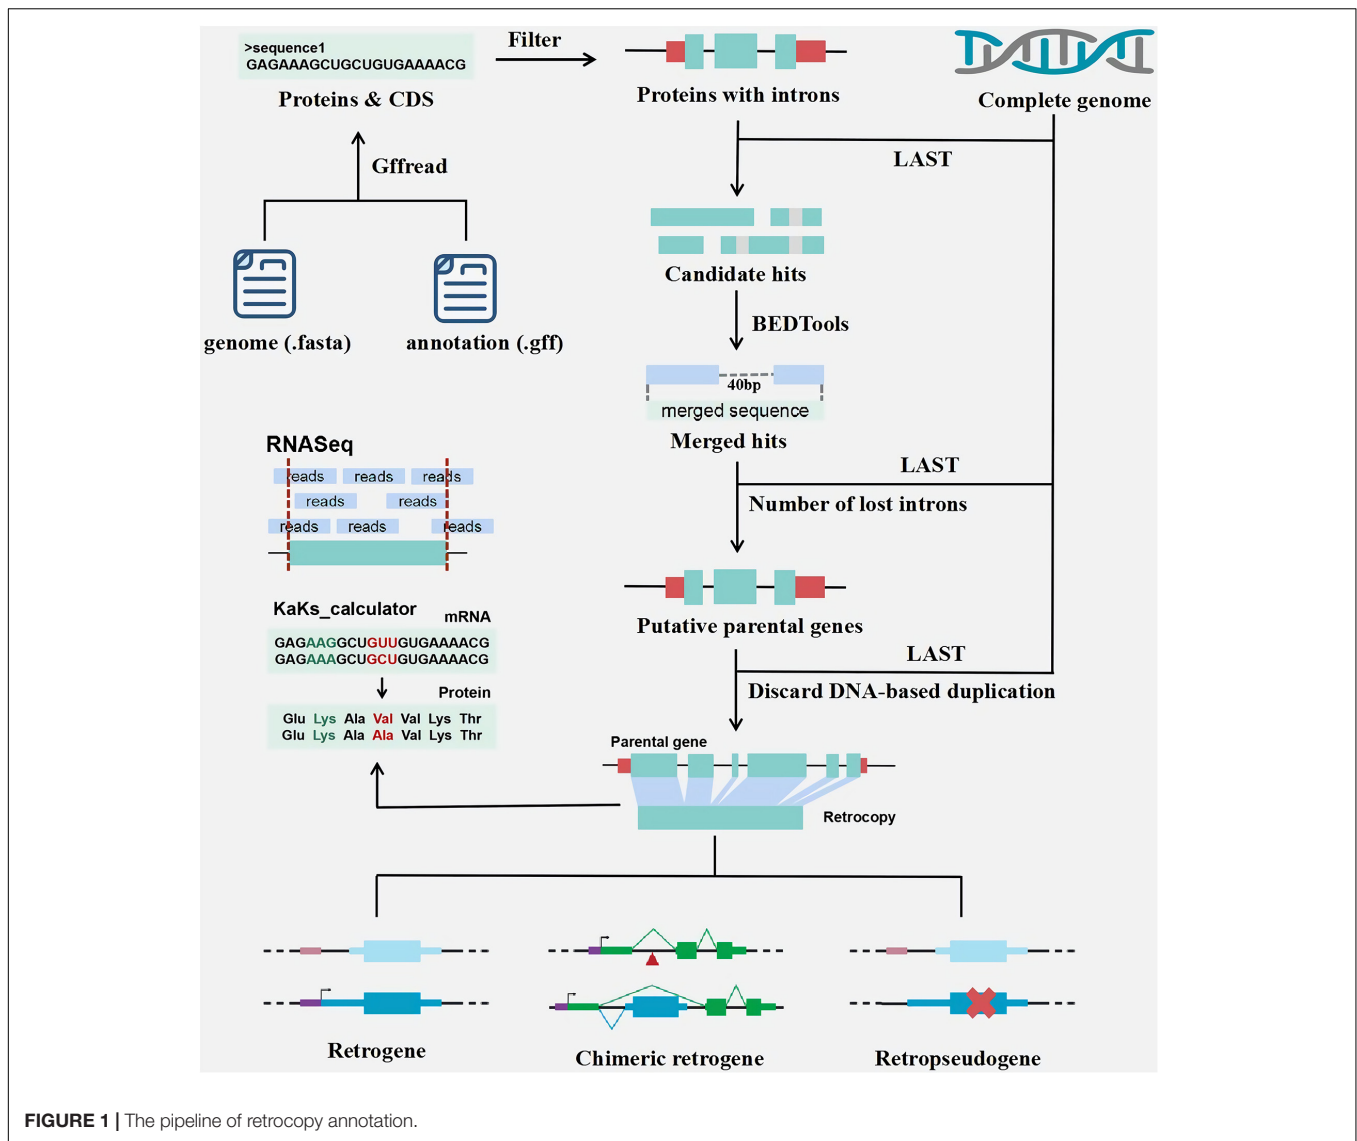 >sequence1
GAGAAAGCUGCUGUGAAAACG
Proteins & CDS
Filter
Proteins with introns
Complete genome
Gffread
genome (.fasta)
annotation (.gff)
LAST
Candidate hits
BEDTools
40bp
merged sequence
Merged hits
LAST
Number of lost introns
Putative parental genes
LAST
Discard DNA-based duplication
Parental gene
Retrocopy
RNASeq
reads reads reads
reads reads
reads reads reads
KaKs_calculator
mRNA
GAGAAGGCUGUUGUGAAAACG
GAGAAAGCUGCUGUGAAAACG
Protein
Glu Lys Ala Val Val Lys Thr
Glu Lys Ala Ala Val Lys Thr
Retrogene
Chimeric retrogene
Retropseudogene
FIGURE 1 | The pipeline of retrocopy annotation.